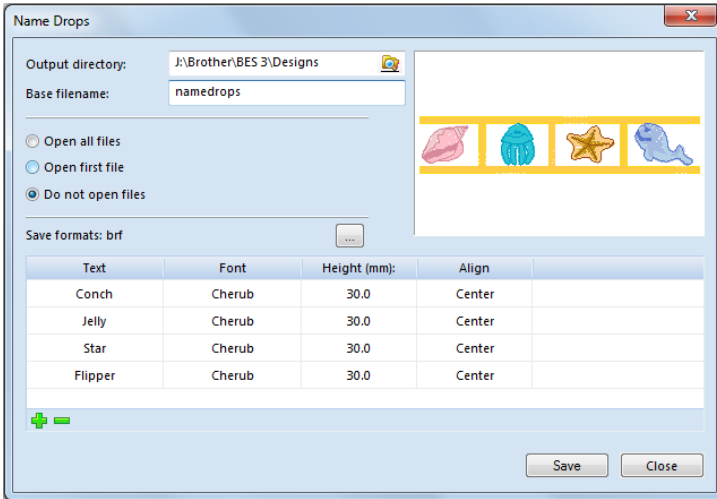 Name Drops
Output directory: J:\Brother\BES 3\Designs
Base filename: namedrops
Open all files
Open first file
Do not open files
Save formats: brf ...
Text Font Height (mm): Align
Conch Cherub 30.0 Center
Jelly Cherub 30.0 Center
Star Cherub 30.0 Center
Flipper Cherub 30.0 Center
Save Close